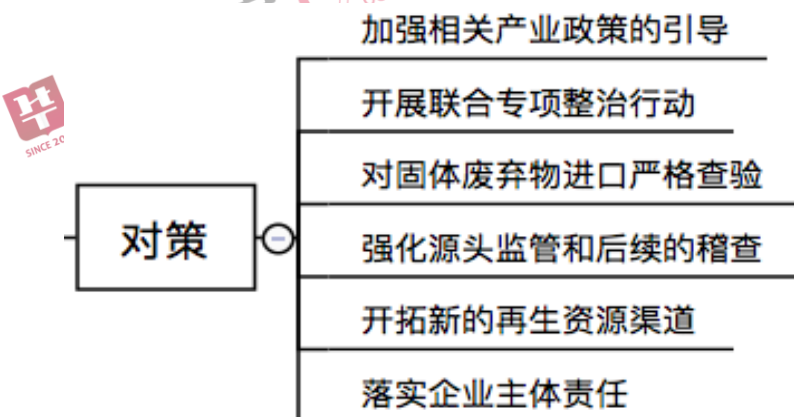 加强相关产业政策的引导
开展联合专项整治行动
对固体废弃物进口严格查验
对策
强化源头监管和后续的稽查
开拓新的再生资源渠道
落实企业主体责任
SINCE 20